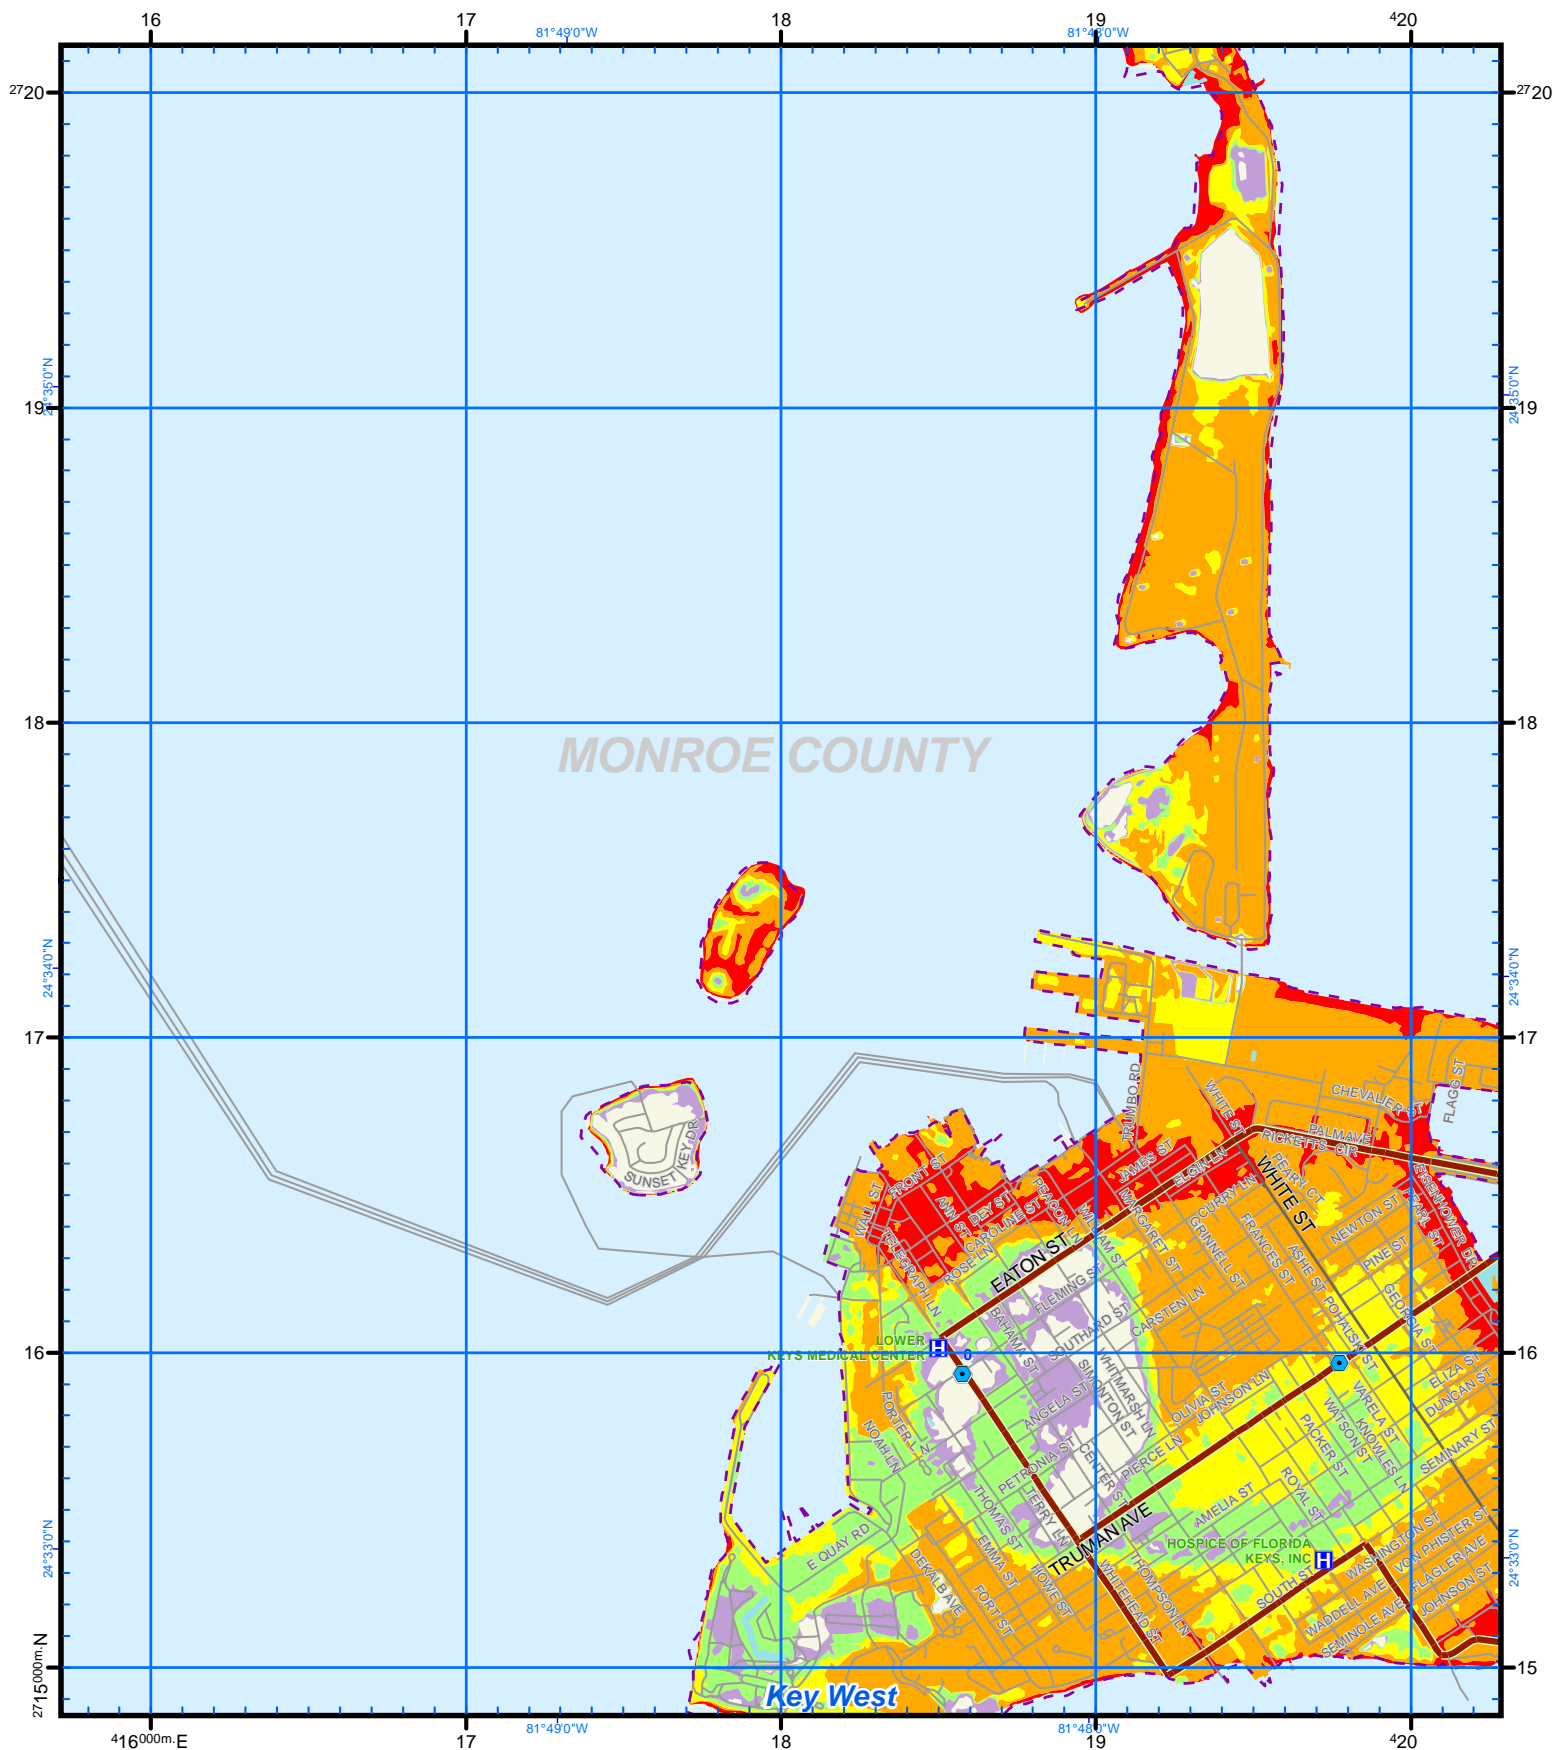 16
17
18
19
420
81°49'0"W
81°48'0"W
2720
2720
24°35'0"N
24°35'0"N
19
19
18
18
MONROE COUNTY
24°34'0"N
24°34'0"N
17
17
TRUMBO RD
WHITE ST
CHEVALIER ST
FLAGG ST
PALM AVE
RICKETTS CIR
SUNSET KEY DR
FRONT ST
WALL ST
ANN ST
DEY ST
CAROLINE ST
PEACON LN
JAMES ST
ELGIN LN
CURRY LN
PEARY CT
WHITE ST
EISENHOWER DR
PEARL ST
NEWTON ST
MARGRET ST
WILLIAM ST
GRINNELL ST
FRANCES ST
ASHE ST
PINE ST
TELEGRAPH LN
ROSE LN
EATON ST
FLEMING ST
CARSTEN LN
POHALSKI ST
GEORGIA ST
BAHAMA ST
SOUTHARD ST
LOWER
KEYS MEDICAL CENTER
H
0
16
16
WHITMARSH LN
SIMONTON ST
ANGELA ST
OLIVIA ST
JOHNSON LN
VARELA ST
ELIZA ST
DUNCAN ST
PORTER LN
NOAH LN
PACKER ST
WATSON ST
KNOWLES LN
SEMINARY ST
PETRONIA ST
CENTER ST
PIERCE LN
ROYAL ST
THOMAS ST
TERRY LN
AMELIA ST
TRUMAN AVE
E QUAY RD
24°33'0"N
24°33'0"N
HOSPICE OF FLORIDA
KEYS, INC
H
WASHINGTON ST
VON PHISTER ST
FLAGLER AVE
EMMA ST
DEKALB AVE
FORT ST
HOWE ST
WHITEHEAD ST
THOMPSON LN
SOUTH ST
WADDELL AVE
SEMINOLE AVE
JOHNSON ST
2715000m.N
15
Key West
416000m.E
17
18
19
420
81°49'0"W
81°48'0"W